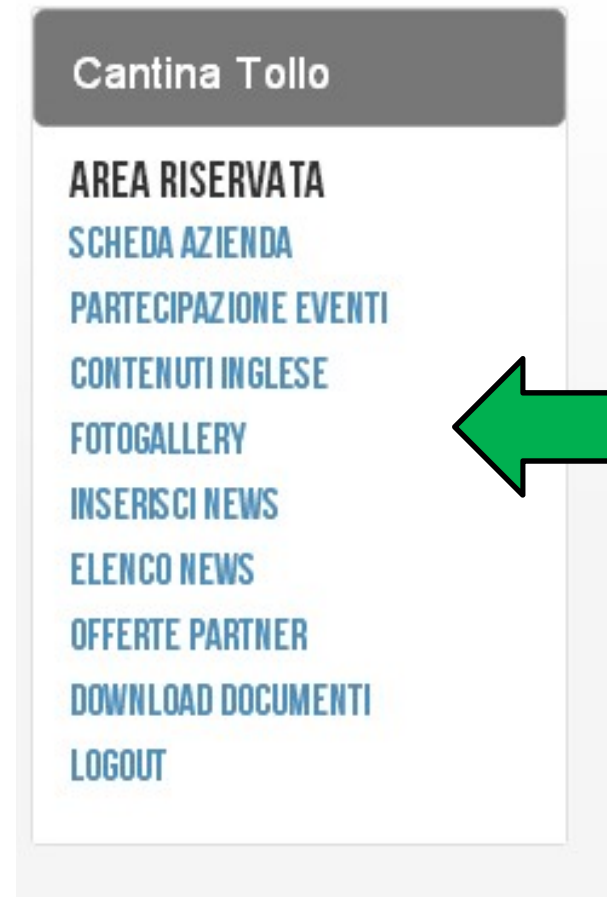 Cantina Tollo
AREA RISERVATA
SCHEDA AZIENDA
PARTECIPAZIONE EVENTI
CONTENUTI INGLESE
FOTOGALLERY
INSERISCI NEWS
ELENCO NEWS
OFFERTE PARTNER
DOWNLOAD DOCUMENTI
LOGOUT